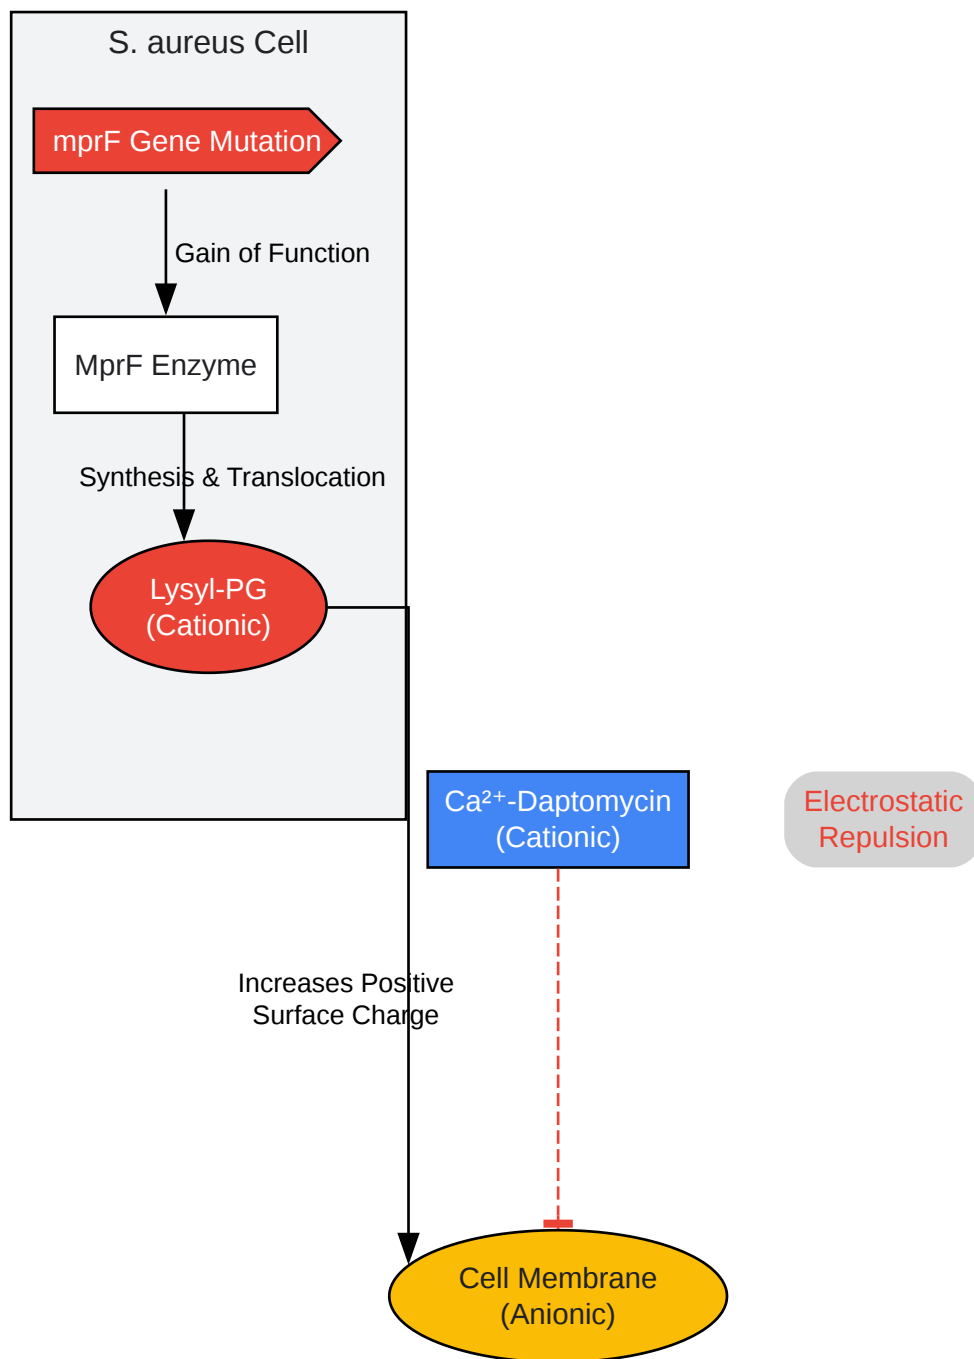 S. aureus Cell
mprF Gene Mutation
Gain of Function
MprF Enzyme
Synthesis & Translocation
Lysyl-PG
(Cationic)
Ca²⁺-Daptomycin
(Cationic)
Electrostatic
Repulsion
Increases Positive
Surface Charge
Cell Membrane
(Anionic)